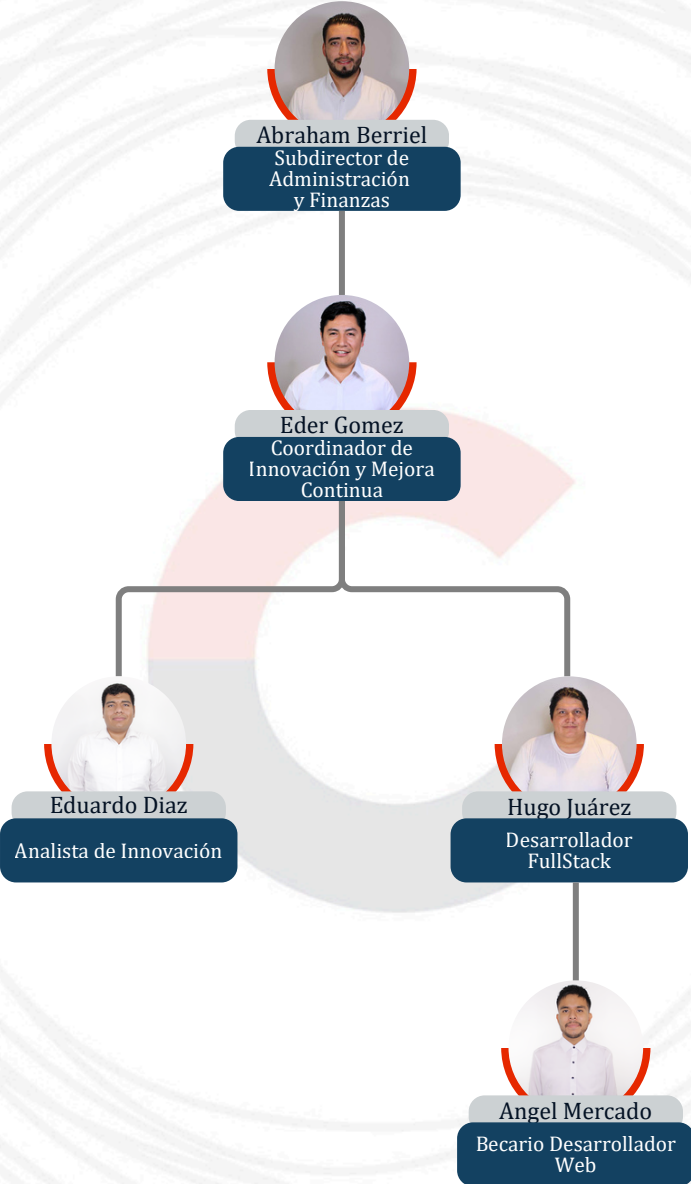 Abraham Berriel
Subdirector de
Administración
y Finanzas
Eder Gomez
Coordinador de
Innovación y Mejora
Continua
Eduardo Diaz
Analista de Innovación
Hugo Juárez
Desarrollador
FullStack
Angel Mercado
Becario Desarrollador
Web